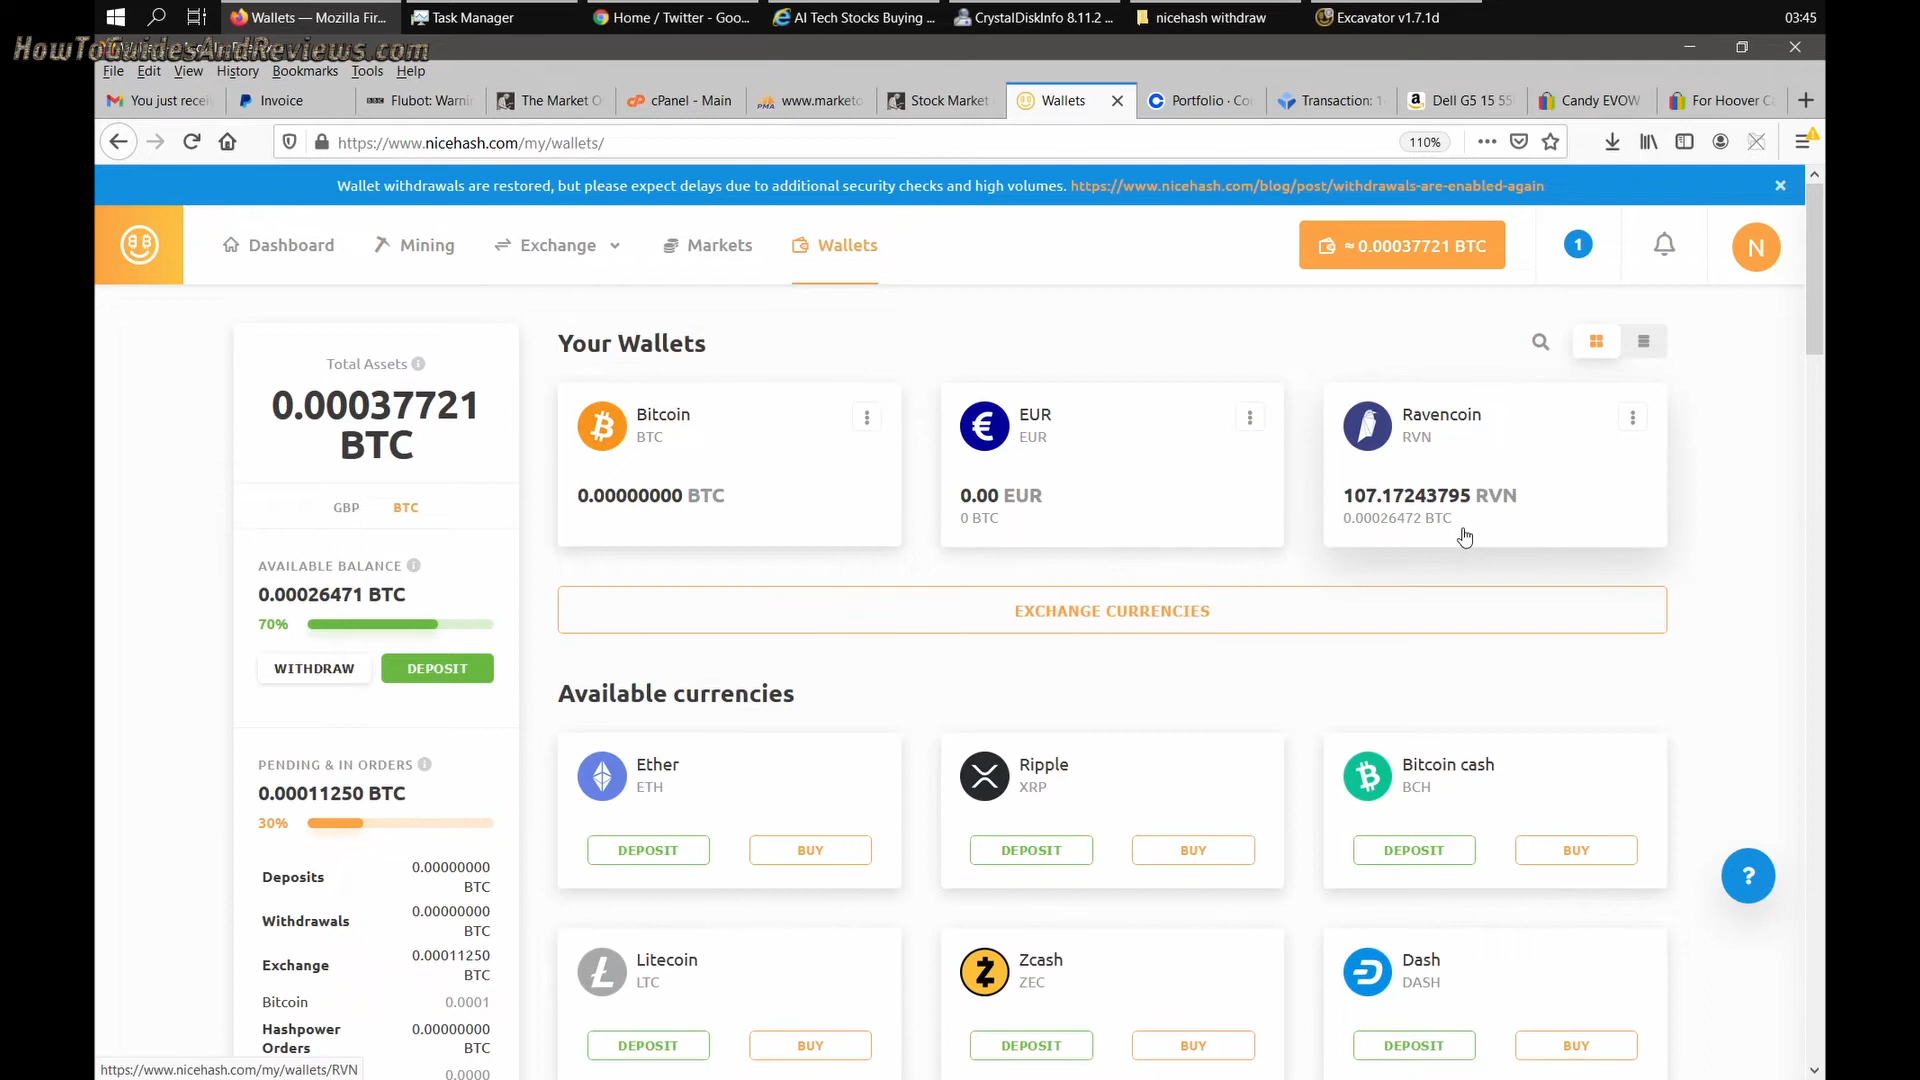 Wallets — Mozilla Fir...
Task Manager
Home / Twitter - Goo...
AI Tech Stocks Buying ...
CrystalDiskInfo 8.11.2 ...
nicehash withdraw
Excavator v1.7.1d
03:45
HowToGuidesAndReviews.com
File Edit View History Bookmarks Tools Help
You just recei
Invoice
BBC Flubot: Warni
The Market O
cPanel - Main
www.marketo
Stock Market
Wallets
Portfolio · Co
Transaction: 1
Dell G5 15 55
Candy EVOW
For Hoover Ca
https://www.nicehash.com/my/wallets/
110%
Wallet withdrawals are restored, but please expect delays due to additional security checks and high volumes. https://www.nicehash.com/blog/post/withdrawals-are-enabled-again
Dashboard
Mining
Exchange
Markets
Wallets
≈ 0.00037721 BTC
1
N
Total Assets
0.00037721
BTC
GBP BTC
AVAILABLE BALANCE
0.00026471 BTC
70%
WITHDRAW DEPOSIT
PENDING & IN ORDERS
0.00011250 BTC
30%
Deposits 0.00000000
BTC
Withdrawals 0.00000000
BTC
Exchange 0.00011250
BTC
Bitcoin 0.0001
Hashpower 0.00000000
Orders BTC
0.0000
Your Wallets
Bitcoin
BTC
0.00000000 BTC
EUR
EUR
0.00 EUR
0 BTC
Ravencoin
RVN
107.17243795 RVN
0.00026472 BTC
EXCHANGE CURRENCIES
Available currencies
Ether
ETH
DEPOSIT BUY
Ripple
XRP
DEPOSIT BUY
Bitcoin cash
BCH
DEPOSIT BUY
Litecoin
LTC
DEPOSIT BUY
Zcash
ZEC
DEPOSIT BUY
Dash
DASH
DEPOSIT BUY
?
https://www.nicehash.com/my/wallets/RVN